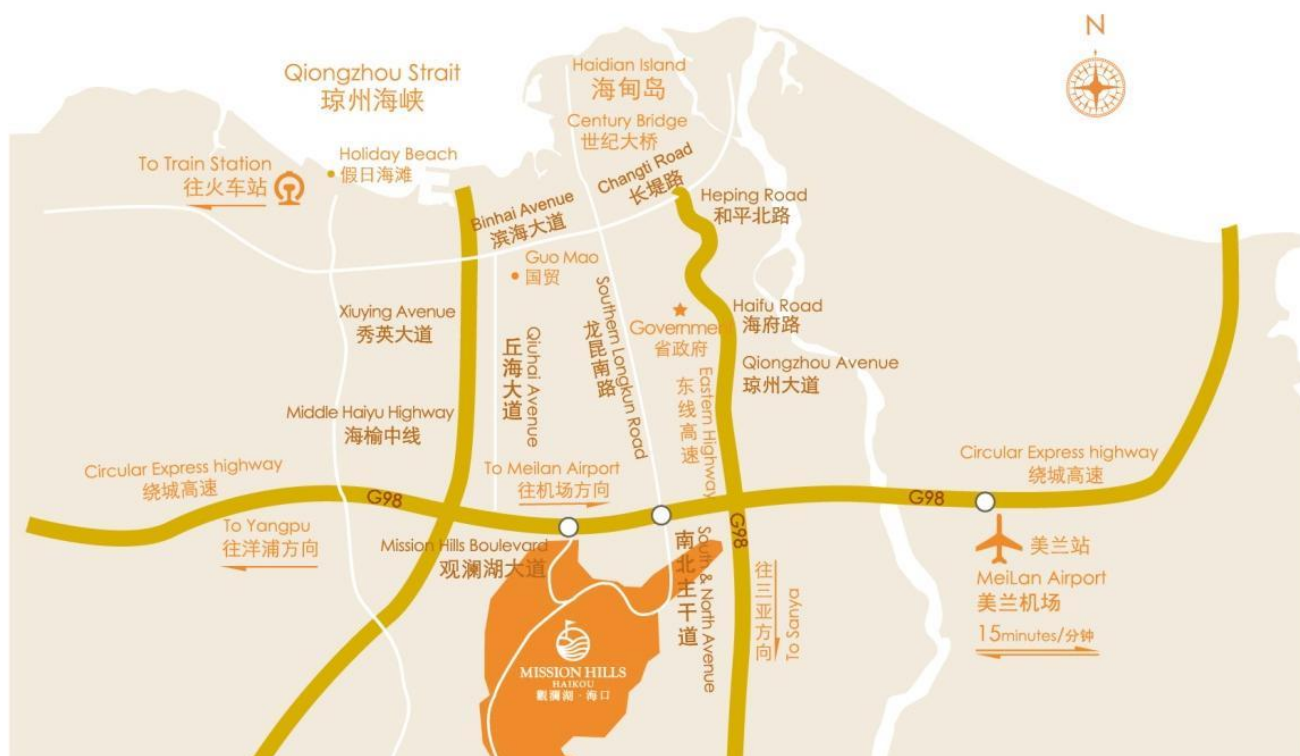 N
Qiongzhou Strait
琼州海峡
Haidian Island
海甸岛
Century Bridge
世纪大桥
Holiday Beach
假日海滩
To Train Station
往火车站
Changti Road
长堤路
Heping Road
和平北路
Binhai Avenue
滨海大道
Guo Mao
国贸
Xiuying Avenue
秀英大道
Qiuhai Avenue
丘海大道
Southern Longkun Road
龙昆南路
Government
省政府
Haifu Road
海府路
Qiongzhou Avenue
琼州大道
Eastern Highway
东线高速
Middle Haiyu Highway
海榆中线
Circular Express highway
绕城高速
To Meilan Airport
往机场方向
Circular Express highway
绕城高速
G98
G98
G98
To Yangpu
往洋浦方向
Mission Hills Boulevard
观澜湖大道
South & North Avenue
南北主干道
往三亚方向
To Sanya
美兰站
MeiLan Airport
美兰机场
15minutes/分钟
MISSION HILLS
HAIKOU
觀瀾湖·海口